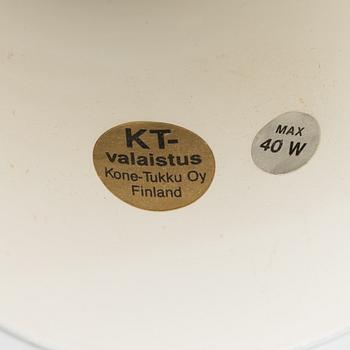 KT-
valaistus
Kone-Tukku Oy
Finland
MAX
40 W